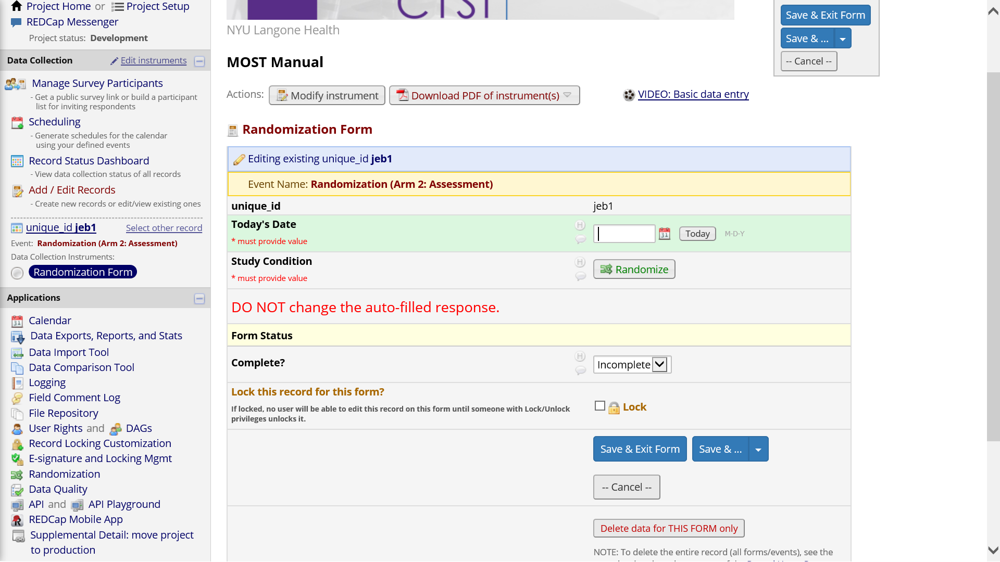 Project Home or Project Setup
REDCap Messenger
Project status: Development
Data Collection Edit instruments
Manage Survey Participants
- Get a public survey link or build a participant
list for inviting respondents
Scheduling
- Generate schedules for the calendar
using your defined events
Record Status Dashboard
- View data collection status of all records
Add / Edit Records
- Create new records or edit/view existing ones
unique_id jeb1 Select other record
Event: Randomization (Arm 2: Assessment)
Data Collection Instruments:
Randomization Form
Applications
31 Calendar
Data Exports, Reports, and Stats
Data Import Tool
Data Comparison Tool
Logging
Field Comment Log
File Repository
User Rights and DAGs
Record Locking Customization
E-signature and Locking Mgmt
Randomization
Data Quality
API and API Playground
REDCap Mobile App
Supplemental Detail: move project
to production
CTSI
NYU Langone Health
MOST Manual
Actions: Modify instrument Download PDF of instrument(s) VIDEO: Basic data entry
Randomization Form
Editing existing unique_id jeb1
Event Name: Randomization (Arm 2: Assessment)
unique_id jeb1
Today's Date
* must provide value
H
31 Today M-D-Y
Study Condition
* must provide value
H
Randomize
DO NOT change the auto-filled response.
Form Status
Complete?
H
Incomplete
Lock this record for this form?
If locked, no user will be able to edit this record on this form until someone with Lock/Unlock
privileges unlocks it.
Lock
Save & Exit Form Save & ...
-- Cancel --
Delete data for THIS FORM only
NOTE: To delete the entire record (all forms/events), see the
Save & Exit Form
Save & ...
-- Cancel --